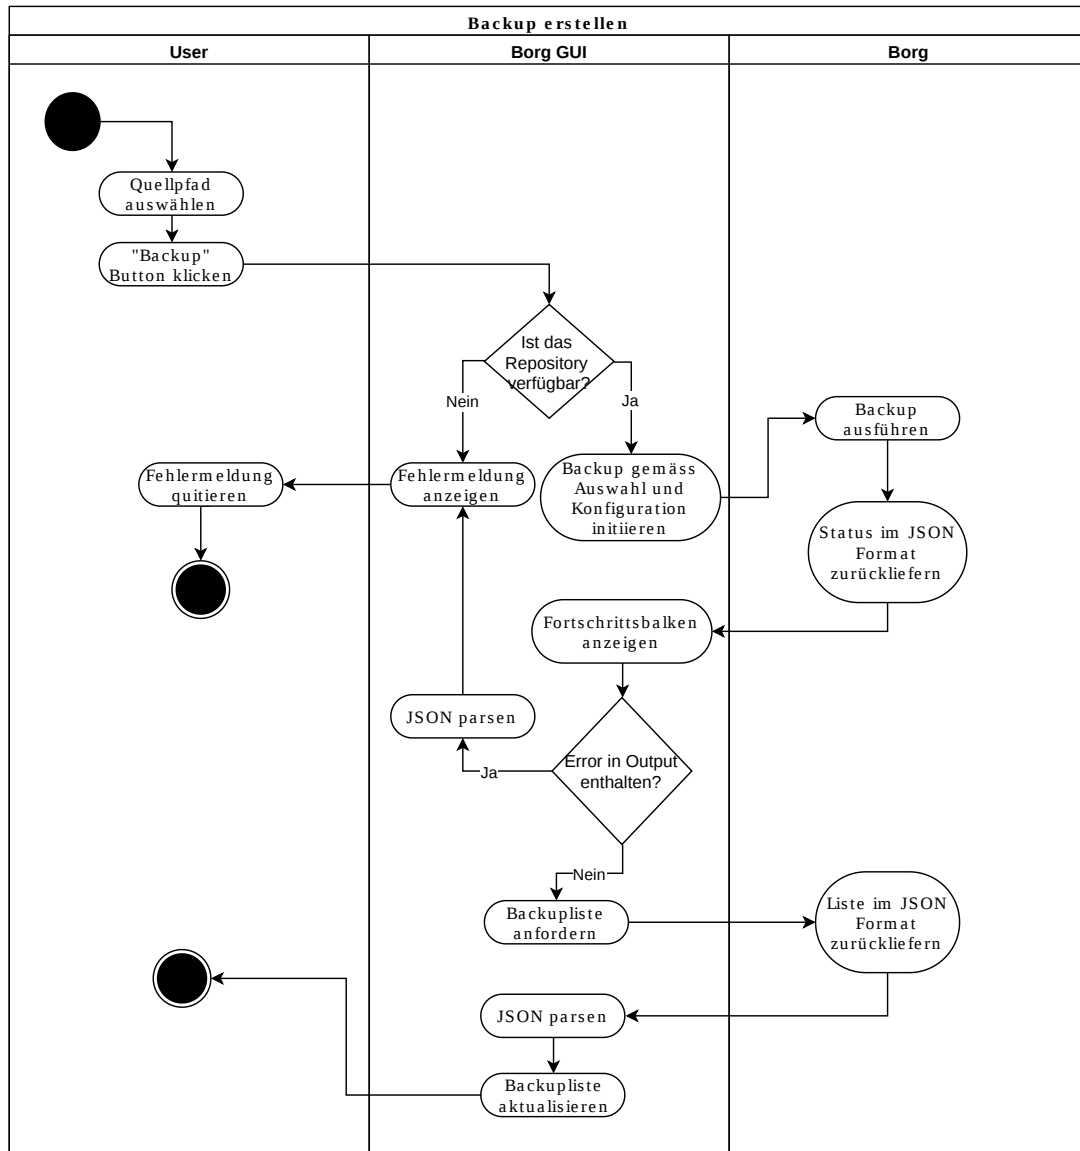 Backup erstellen
User
Borg GUI
Borg
Quellpfad
auswählen
"Backup"
Button klicken
Ist das
Repository
verfügbar?
Nein
Ja
Backup
ausführen
Fehlermeldung
quitieren
Fehlermeldung
anzeigen
Backup gemäss
Auswahl und
Konfiguration
initiieren
Status im JSON
Format
zurückliefern
Fortschrittsbalken
anzeigen
JSON parsen
Error in Output
enthalten?
Ja
Nein
Backupliste
anfordern
Liste im JSON
Format
zurückliefern
JSON parsen
Backupliste
aktualisieren